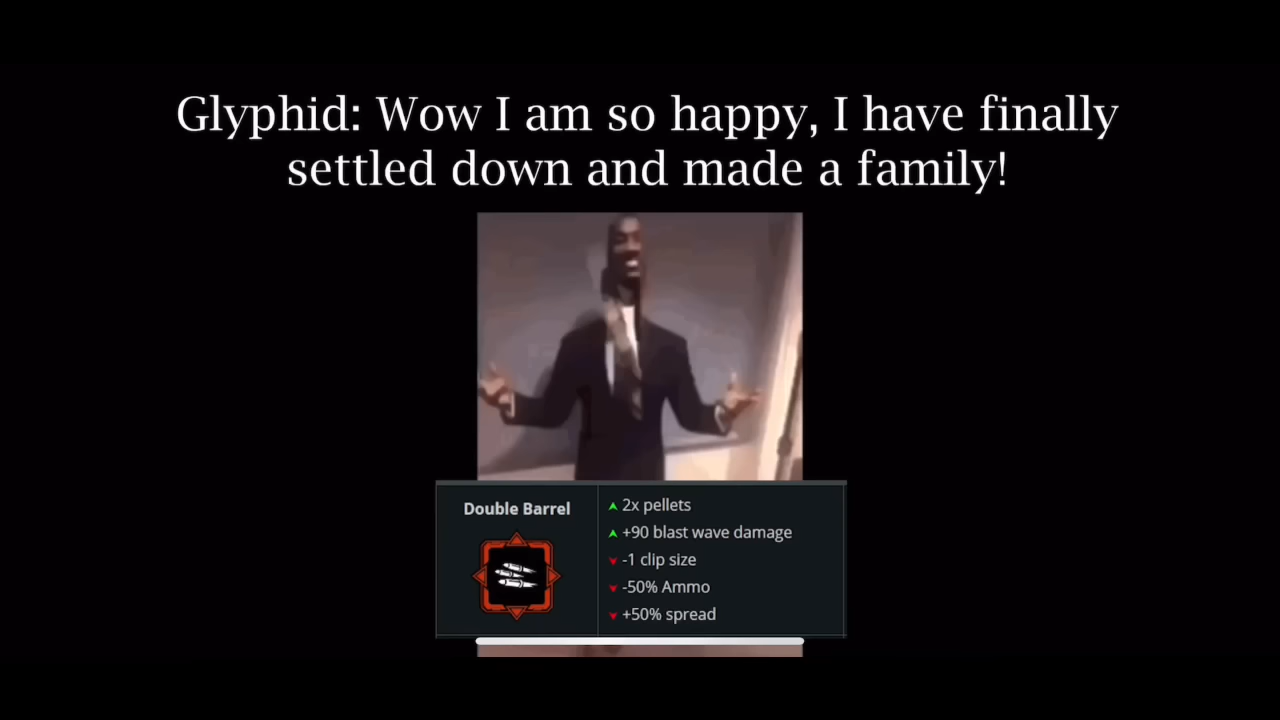 Glyphid: Wow I am so happy, I have finally
settled down and made a family!
Double Barrel
2x pellets
+90 blast wave damage
-1 clip size
-50% Ammo
+50% spread